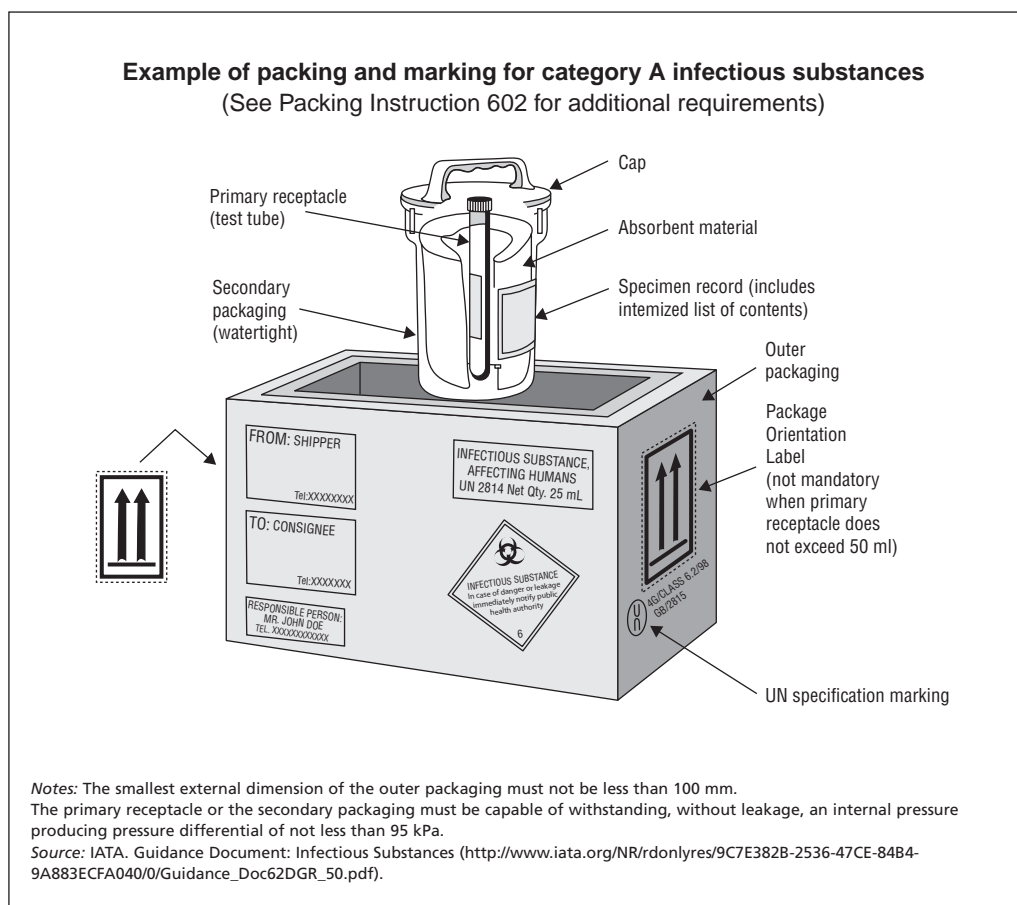 Example of packing and marking for category A infectious substances
(See Packing Instruction 602 for additional requirements)
Cap
Primary receptacle
(test tube)
Absorbent material
Secondary
packaging
(watertight)
Specimen record (includes
intemized list of contents)
Outer
packaging
Package
Orientation
Label
(not mandatory
when primary
receptacle does
not exceed 50 ml)
FROM: SHIPPER
Tel:XXXXXXXX
INFECTIOUS SUBSTANCE,
AFFECTING HUMANS
UN 2814 Net Qty. 25 mL
TO: CONSIGNEE
Tel:XXXXXXX
INFECTIOUS SUBSTANCE
In case of danger or leakage
immediately notify public
health authority
6
RESPONSIBLE PERSON:
MR. JOHN DOE
TEL. XXXXXXXXXXXX
un
4G/CLASS 6.2/98
GB/2815
UN specification marking
Notes: The smallest external dimension of the outer packaging must not be less than 100 mm.
The primary receptacle or the secondary packaging must be capable of withstanding, without leakage, an internal pressure
producing pressure differential of not less than 95 kPa.
Source: IATA. Guidance Document: Infectious Substances (http://www.iata.org/NR/rdonlyres/9C7E382B-2536-47CE-84B4-
9A883ECFA040/0/Guidance_Doc62DGR_50.pdf).